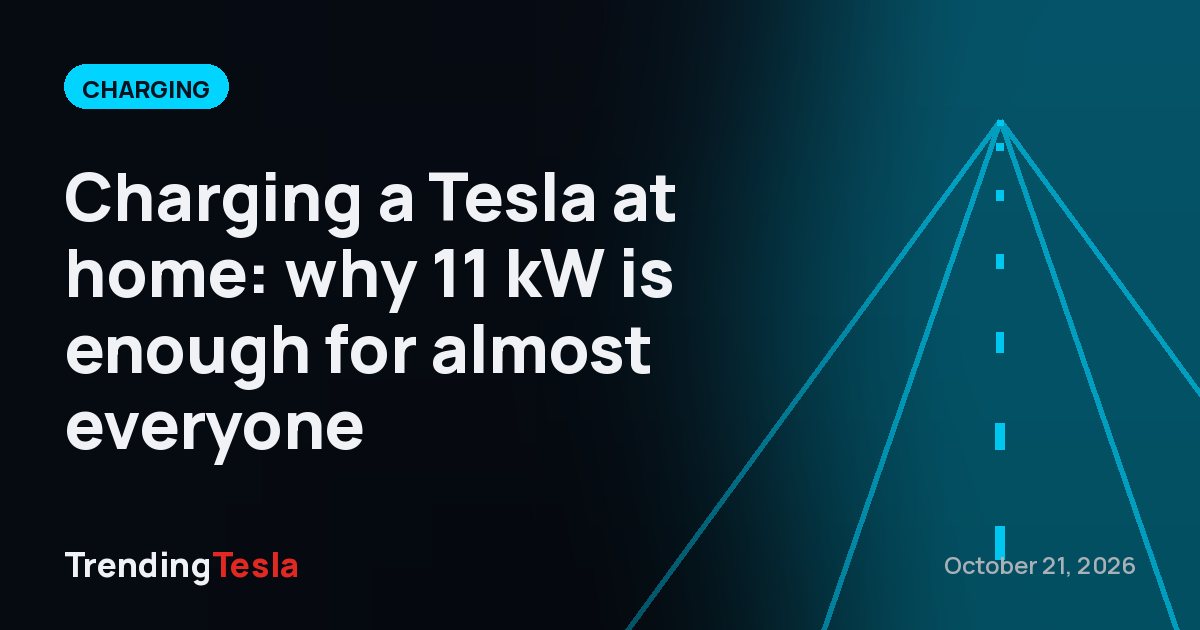 CHARGING
Charging a Tesla at
home: why 11 kW is
enough for almost
everyone
TrendingTesla
October 21, 2026